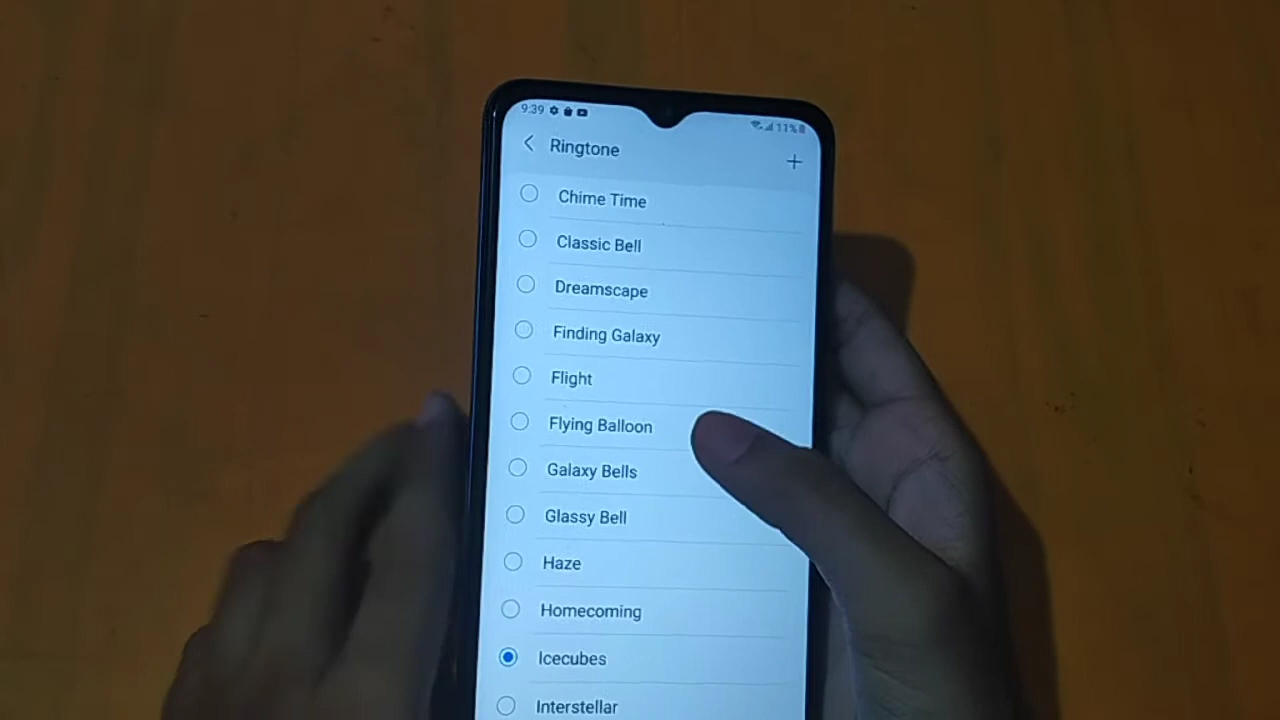 9:39
11%
Ringtone
Chime Time
Classic Bell
Dreamscape
Finding Galaxy
Flight
Flying Balloon
Galaxy Bells
Glassy Bell
Haze
Homecoming
Icecubes
Interstellar